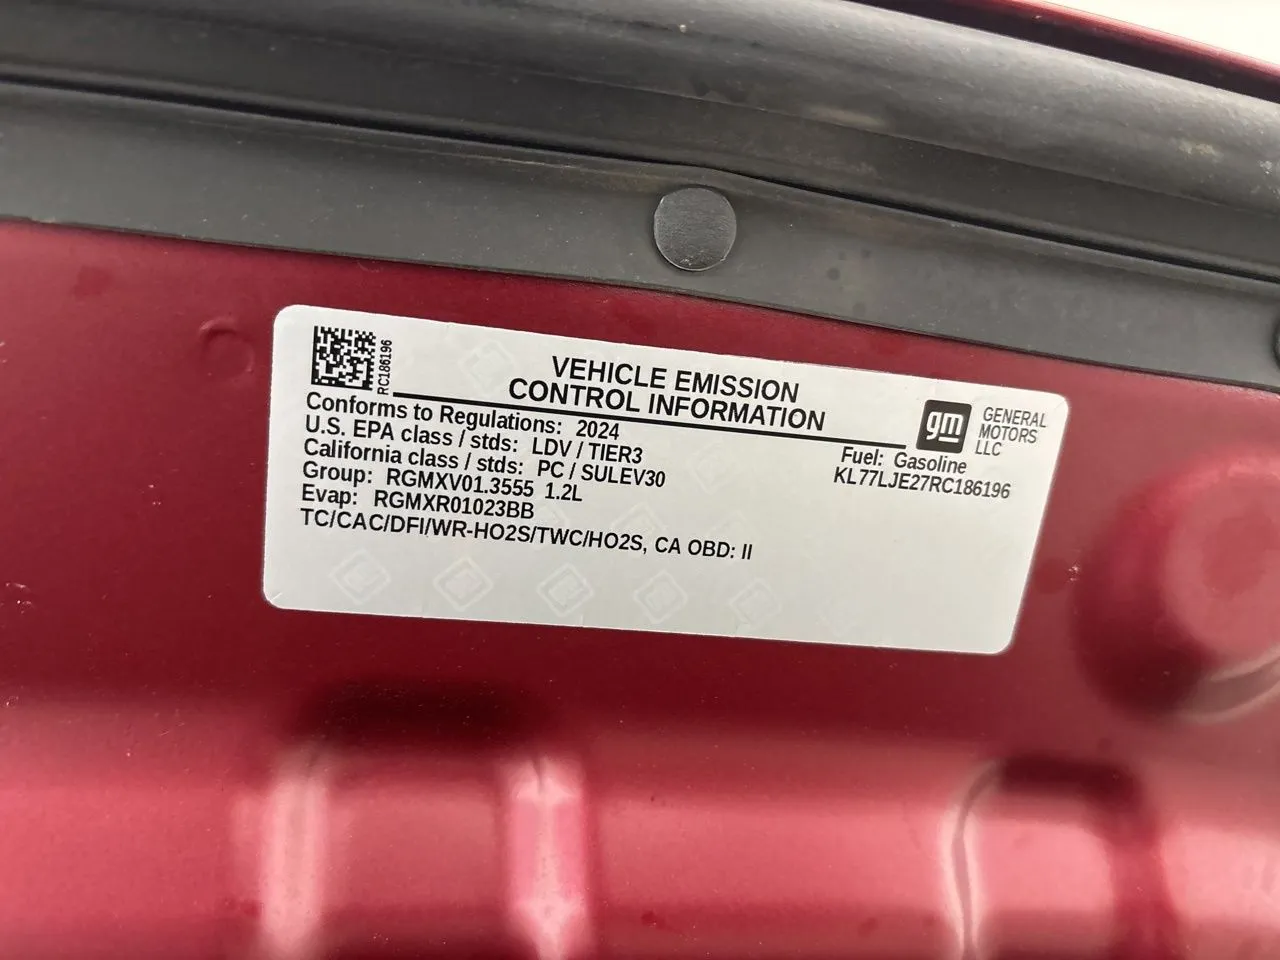 RC186196
VEHICLE EMISSION
CONTROL INFORMATION
gm GENERAL
MOTORS
LLC
Conforms to Regulations: 2024
U.S. EPA class / stds: LDV / TIER3
California class / stds: PC / SULEV30
Group: RGMXV01.3555 1.2L
Evap: RGMXR01023BB
TC/CAC/DFI/WR-HO2S/TWC/HO2S, CA OBD: II
Fuel: Gasoline
KL77LJE27RC186196